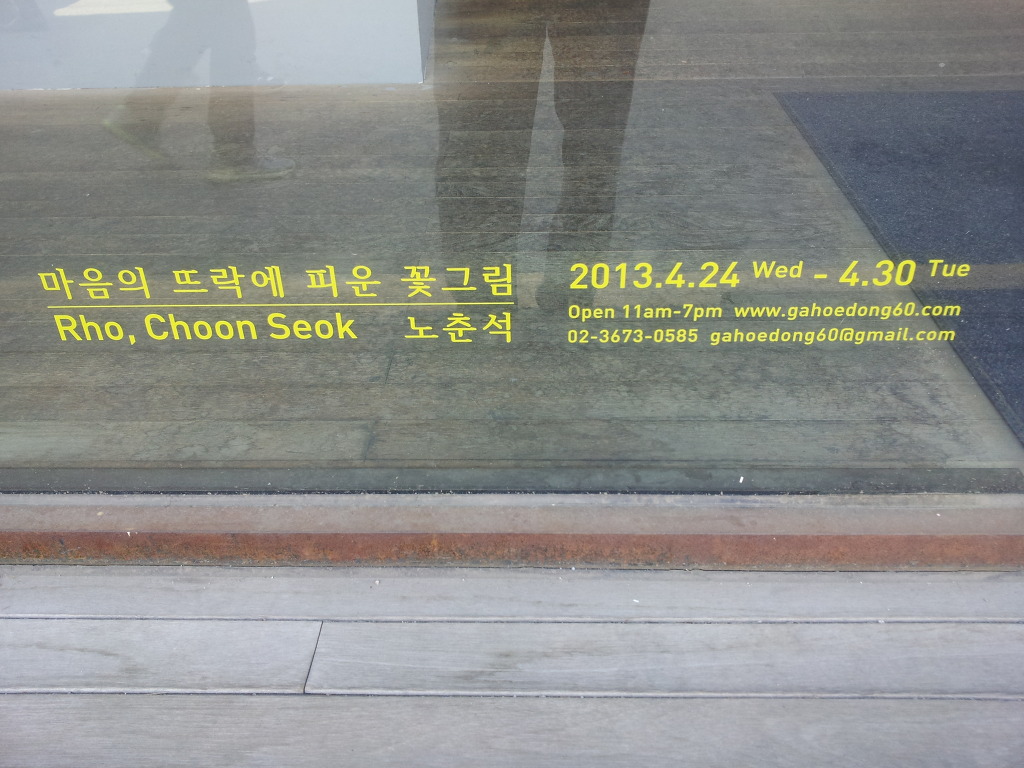 마음의 뜨락에 피운 꽃그림
Rho, Choon Seok 노춘석
2013.4.24 Wed - 4.30 Tue
Open 11am-7pm www.gahoedong60.com
02-3673-0585 gahoedong60@gmail.com